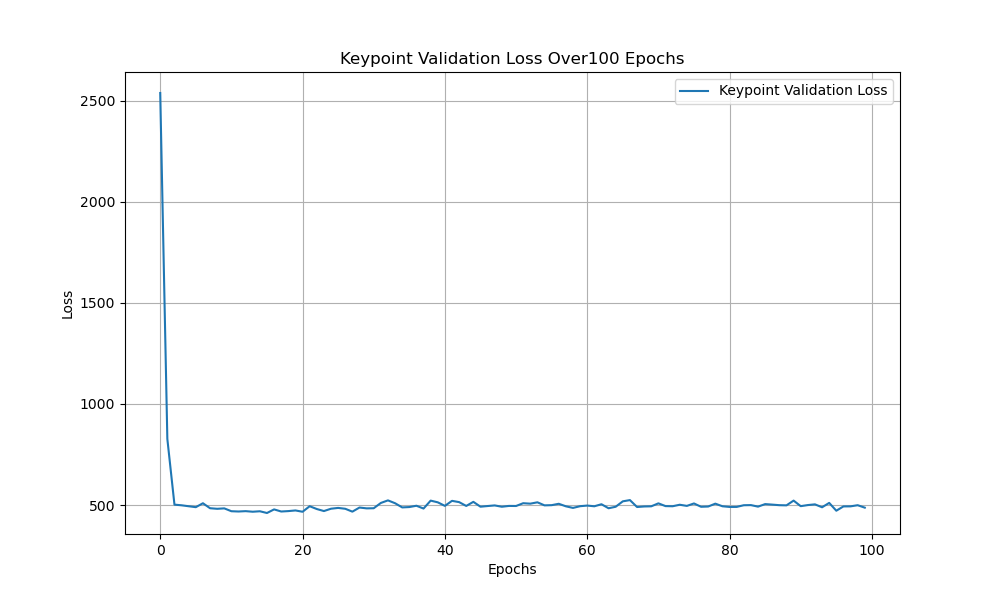 Keypoint Validation Loss Over100 Epochs
Keypoint Validation Loss
2500
2000
1500
1000
500
Loss
0 20 40 60 80 100
Epochs